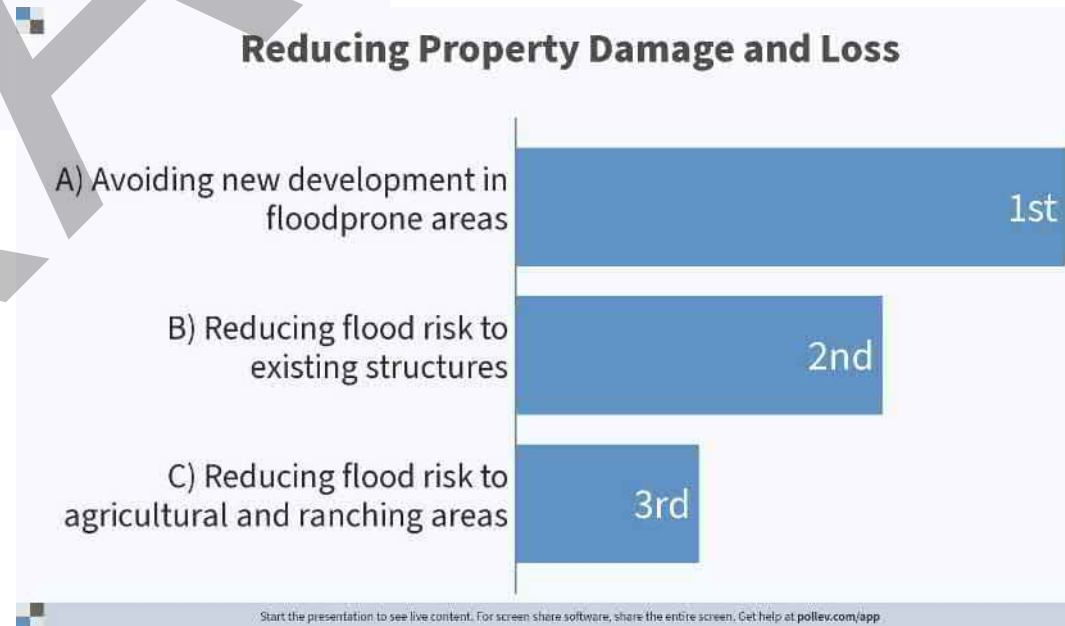 Reducing Property Damage and Loss
A) Avoiding new development in
floodprone areas
1st
B) Reducing flood risk to
existing structures
2nd
C) Reducing flood risk to
agricultural and ranching areas
3rd
Start the presentation to see live content. For screen share software, share the entire screen. Get help at pollev.com/app